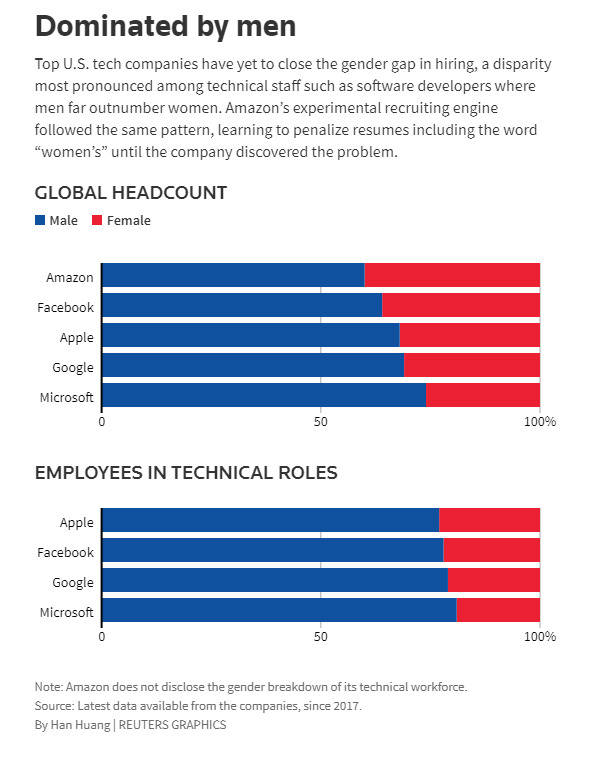 Dominated by men
Top U.S. tech companies have yet to close the gender gap in hiring, a disparity
most pronounced among technical staff such as software developers where
men far outnumber women. Amazon’s experimental recruiting engine
followed the same pattern, learning to penalize resumes including the word
“women’s” until the company discovered the problem.
GLOBAL HEADCOUNT
Male Female
Amazon
Facebook
Apple
Google
Microsoft
0 50 100%
EMPLOYEES IN TECHNICAL ROLES
Apple
Facebook
Google
Microsoft
0 50 100%
Note: Amazon does not disclose the gender breakdown of its technical workforce.
Source: Latest data available from the companies, since 2017.
By Han Huang | REUTERS GRAPHICS